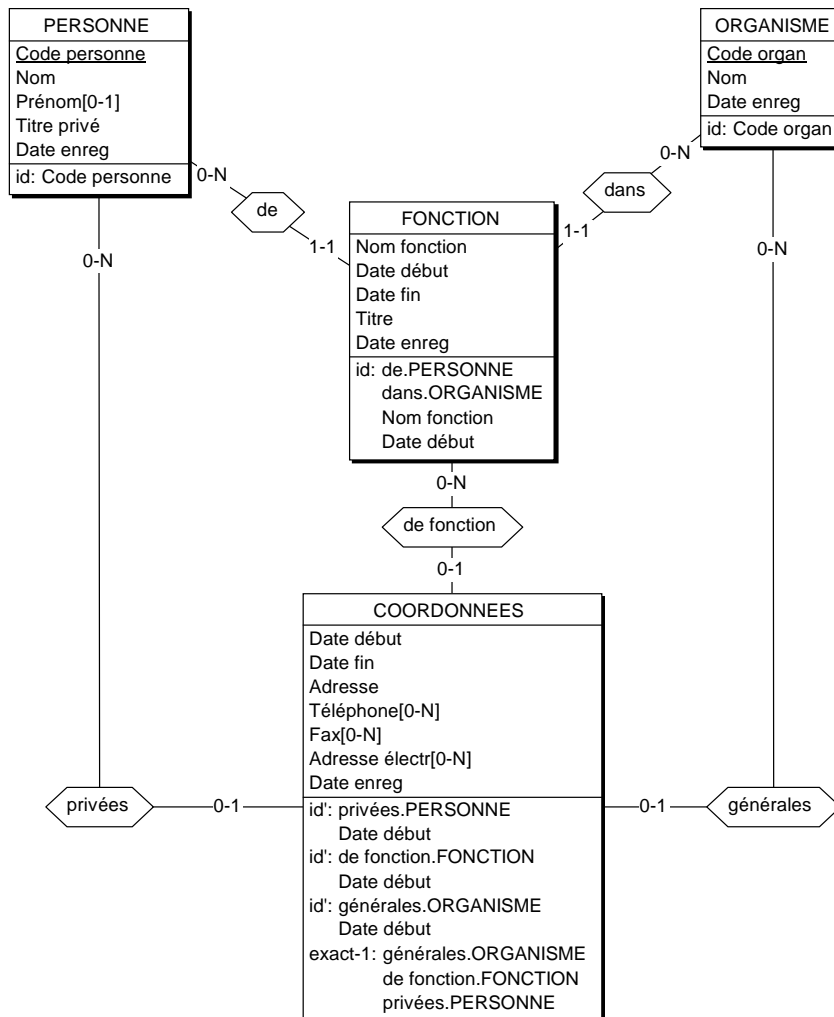 PERSONNE
Code personne
Nom
Prénom[0-1]
Titre privé
Date enreg
id: Code personne
ORGANISME
Code organ
Nom
Date enreg
id: Code organ
0-N
de
1-1
0-N
dans
1-1
FONCTION
Nom fonction
Date début
Date fin
Titre
Date enreg
id: de.PERSONNE
dans.ORGANISME
Nom fonction
Date début
0-N
0-N
0-N
de fonction
0-1
COORDONNEES
Date début
Date fin
Adresse
Téléphone[0-N]
Fax[0-N]
Adresse électr[0-N]
Date enreg
id': privées.PERSONNE
Date début
id': de fonction.FONCTION
Date début
id': générales.ORGANISME
Date début
exact-1: générales.ORGANISME
de fonction.FONCTION
privées.PERSONNE
privées
0-1
0-1
générales